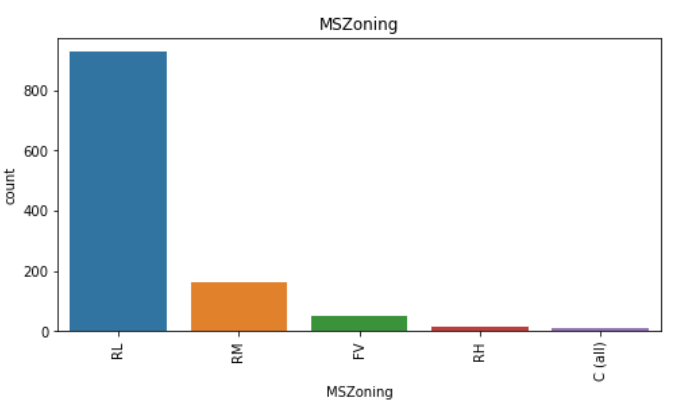 MSZoning
800
600
400
200
0
count
RL
RM
FV
RH
C (all)
MSZoning